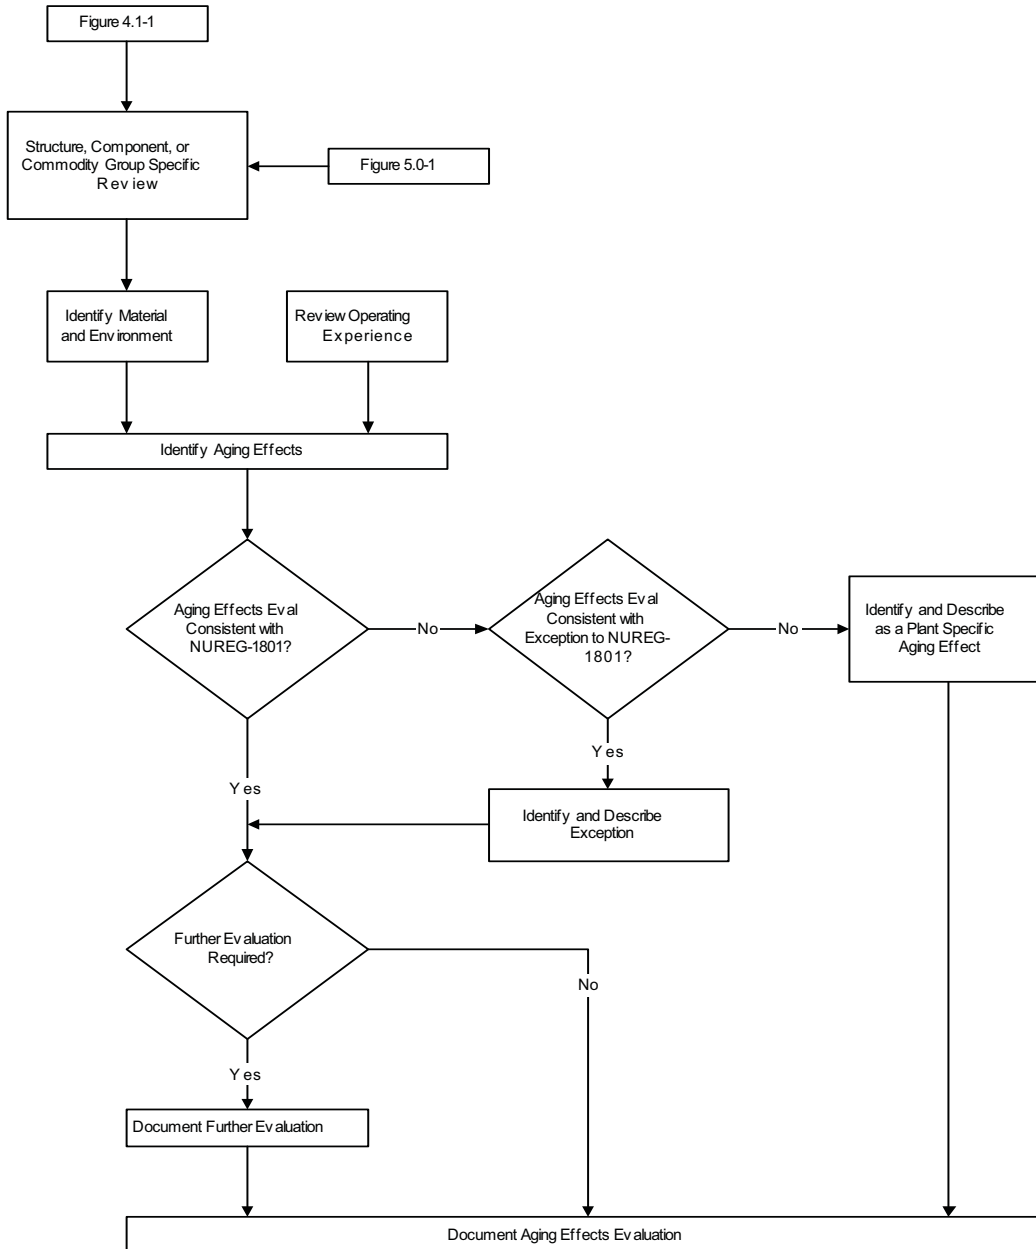 Figure 4.1-1
Structure, Component, or
Commodity Group Specific
Review
Figure 5.0-1
Identify Material
and Environment
Review Operating
Experience
Identify Aging Effects
Aging Effects Eval
Consistent with
NUREG-1801?
No
Aging Effects Eval
Consistent with
Exception to NUREG-
1801?
No
Identify and Describe
as a Plant Specific
Aging Effect
Yes
Yes
Identify and Describe
Exception
Further Evaluation
Required?
No
Yes
Document Further Evaluation
Document Aging Effects Evaluation